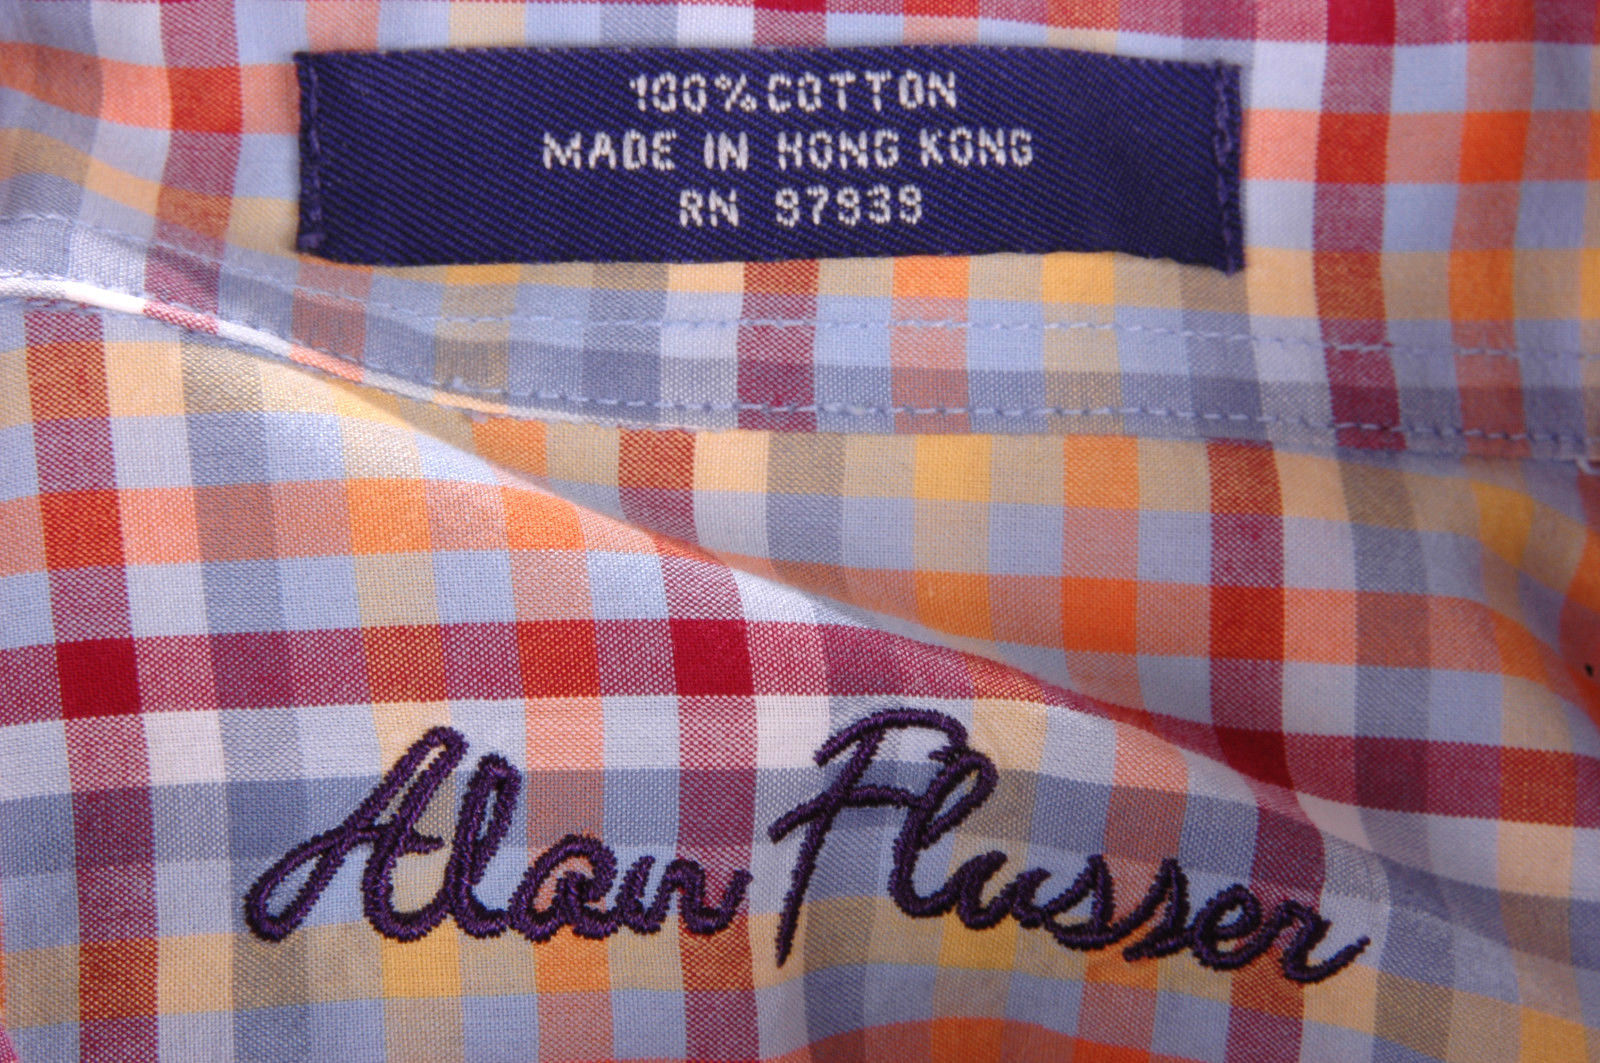 100% COTTON
MADE IN HONG KONG
RN 97939
Alan Flusser